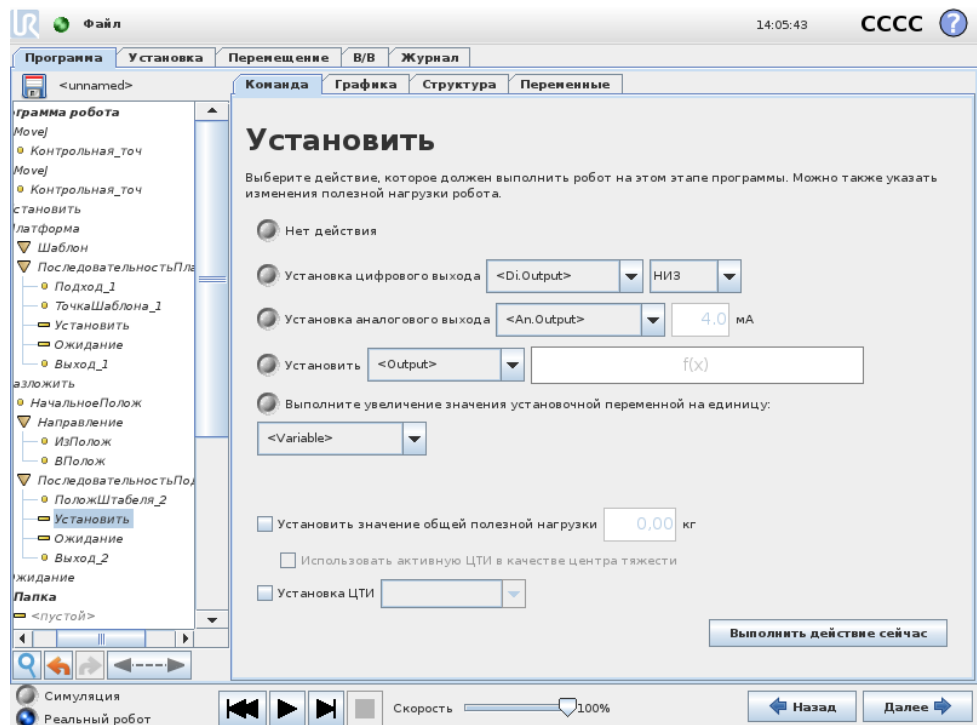 Файл
14:05:43
CCCC
?
Программа Установка Перемещение В/В Журнал
<unnamed>
Команда Графика Структура Переменные
грамма робота
MoveJ
Контрольная_точ
MoveJ
Контрольная_точ
становить
латформа
Шаблон
ПоследовательностьПла
Подход_1
ТочкаШаблона_1
Установить
Ожидание
Выход_1
азложить
НачальноеПолож
Направление
ИзПолож
ВПолож
ПоследовательностьПод
ПоложШтабеля_2
Установить
Ожидание
Выход_2
жидание
Папка
<пустой>
Установить
Выберите действие, которое должен выполнить робот на этом этапе программы. Можно также указать
изменения полезной нагрузки робота.
Нет действия
Установка цифрового выхода <Di.Output> НИЗ
Установка аналогового выхода <An.Output> 4.0 мА
Установить <Output> f(x)
Выполните увеличение значения установочной переменной на единицу:
<Variable>
Установить значение общей полезной нагрузки 0,00 кг
Использовать активную ЦТИ в качестве центра тяжести
Установка ЦТИ
Выполнить действие сейчас
Симуляция
Реальный робот
Скорость 100%
Назад Далее